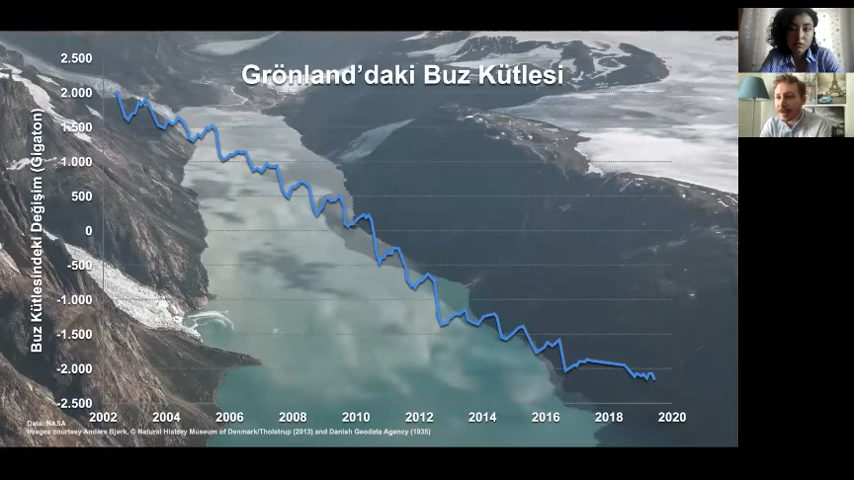 Grönland'daki Buz Kütlesi
Buz Kütlesindeki Değişim (Gigaton)
2.500
2.000
1.500
1.000
500
0
-500
-1.000
-1.500
-2.000
-2.500
2002 2004 2006 2008 2010 2012 2014 2016 2018 2020
Data: NASA
Images courtesy Anders Bjerk, © Natural History Museum of Denmark/Tholstrup (2013) and Danish Geodata Agency (1935)